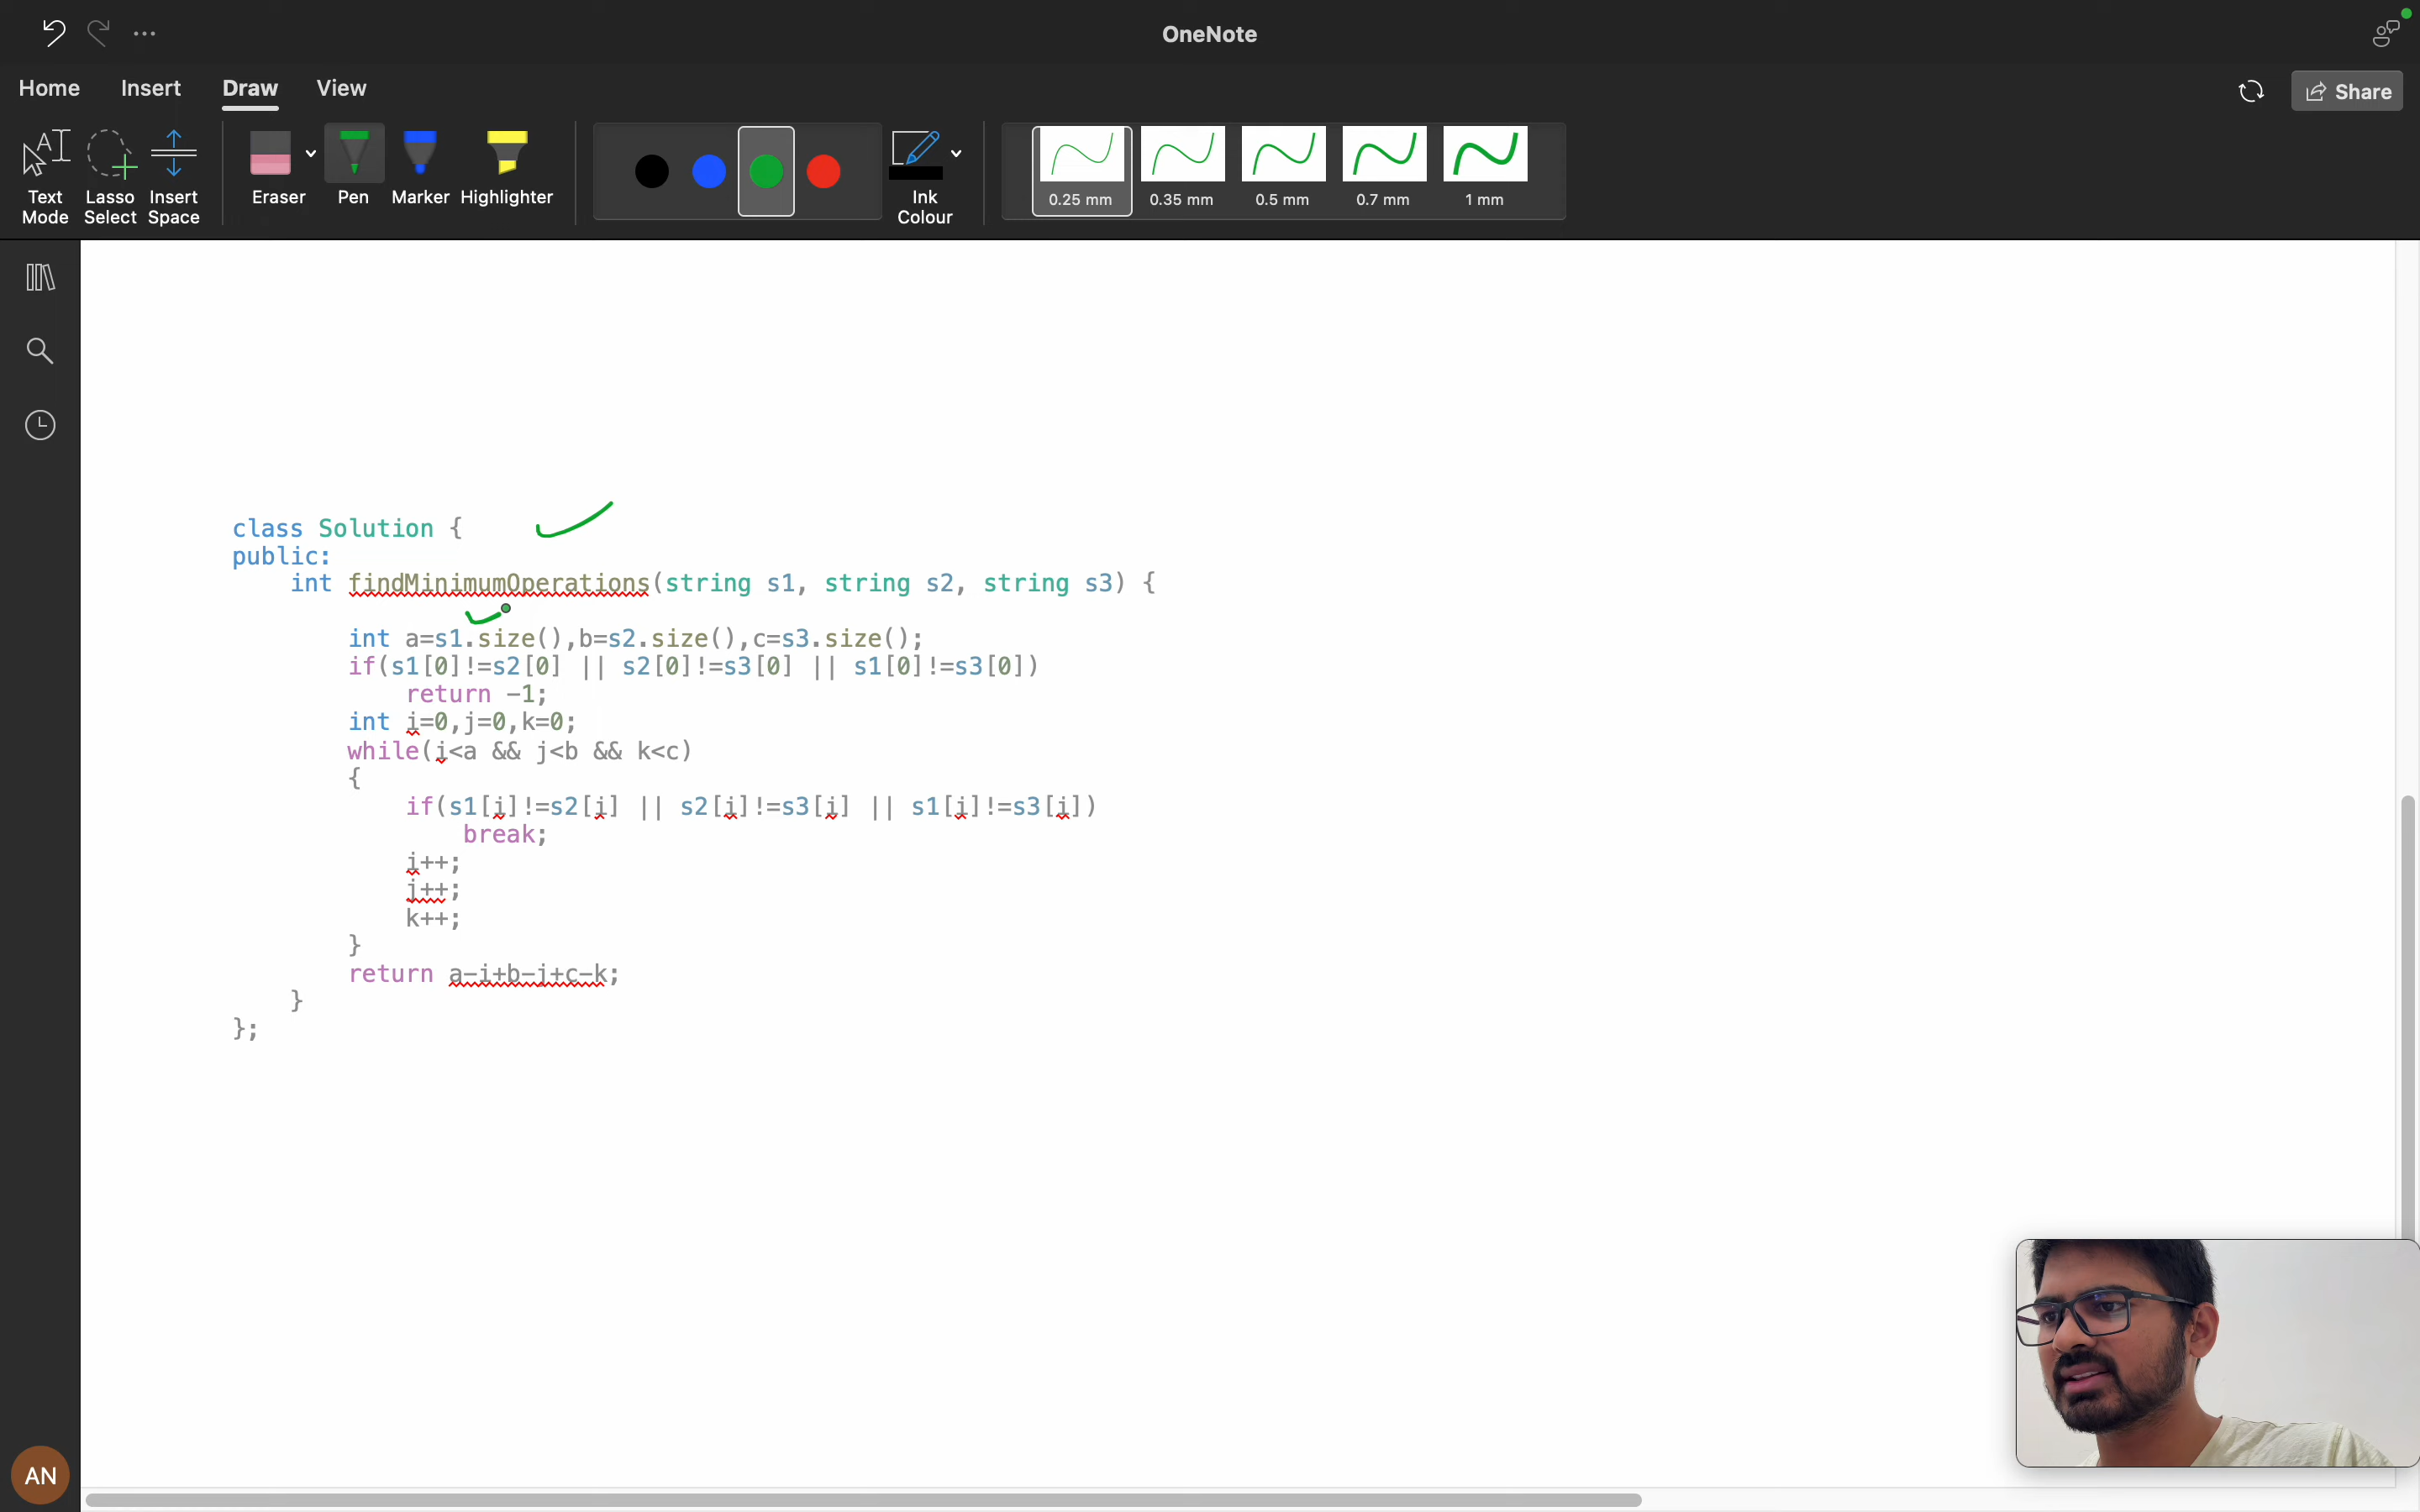 OneNote
Home Insert Draw View
Share
Text Mode
Lasso Select
Insert Space
Eraser
Pen
Marker
Highlighter
Ink Colour
0.25 mm
0.35 mm
0.5 mm
0.7 mm
1 mm
class Solution {
public:
    int findMinimumOperations(string s1, string s2, string s3) {
        int a=s1.size(),b=s2.size(),c=s3.size();
        if(s1[0]!=s2[0] || s2[0]!=s3[0] || s1[0]!=s3[0])
            return -1;
        int i=0,j=0,k=0;
        while(i<a && j<b && k<c)
        {
            if(s1[i]!=s2[i] || s2[i]!=s3[i] || s1[i]!=s3[i])
                break;
            i++;
            j++;
            k++;
        }
        return a-i+b-j+c-k;
    }
};
AN